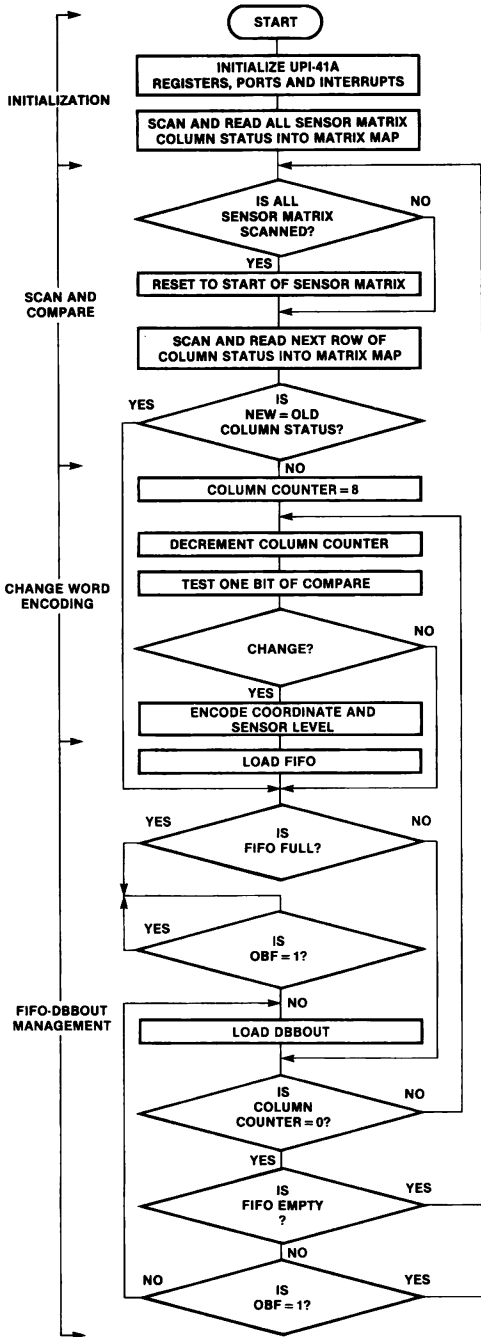 START
INITIALIZE UPI-41A
REGISTERS, PORTS AND INTERRUPTS
INITIALIZATION
SCAN AND READ ALL SENSOR MATRIX
COLUMN STATUS INTO MATRIX MAP
IS ALL
SENSOR MATRIX
SCANNED?
NO
YES
RESET TO START OF SENSOR MATRIX
SCAN AND
COMPARE
SCAN AND READ NEXT ROW OF
COLUMN STATUS INTO MATRIX MAP
YES
IS
NEW = OLD
COLUMN STATUS?
NO
COLUMN COUNTER = 8
DECREMENT COLUMN COUNTER
CHANGE WORD
ENCODING
TEST ONE BIT OF COMPARE
CHANGE?
NO
YES
ENCODE COORDINATE AND
SENSOR LEVEL
LOAD FIFO
YES
IS
FIFO FULL?
NO
YES
IS
OBF = 1?
NO
FIFO-DBBOUT
MANAGEMENT
LOAD DBBOUT
IS
COLUMN
COUNTER = 0?
NO
YES
IS
FIFO EMPTY
?
YES
NO
NO
IS
OBF = 1?
YES